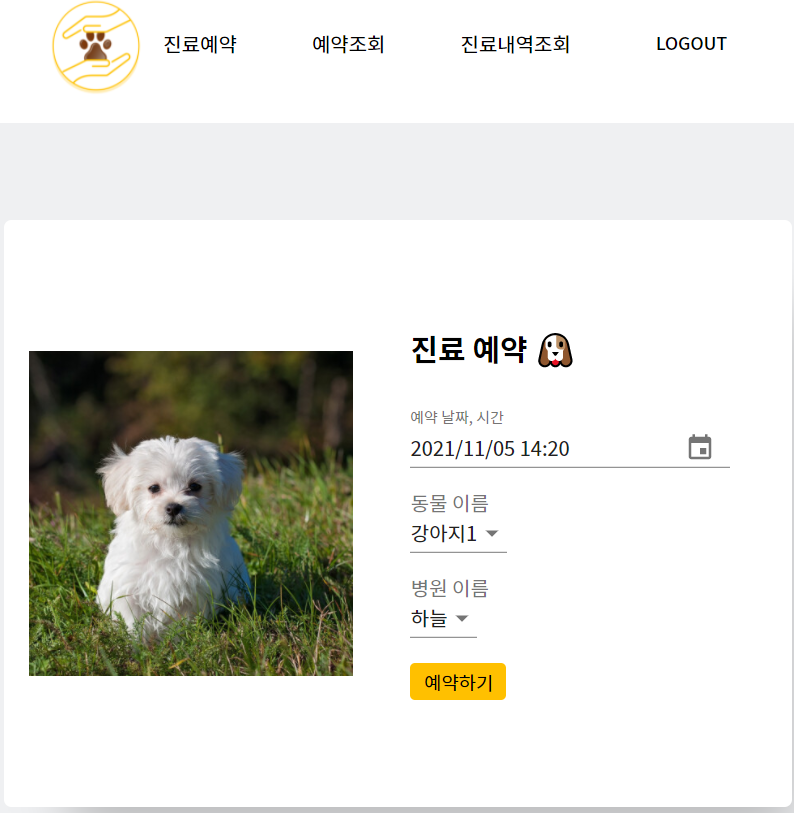 진료예약 예약조회 진료내역조회 LOGOUT
진료 예약
예약 날짜, 시간
2021/11/05 14:20
동물 이름
강아지1
병원 이름
하늘
예약하기